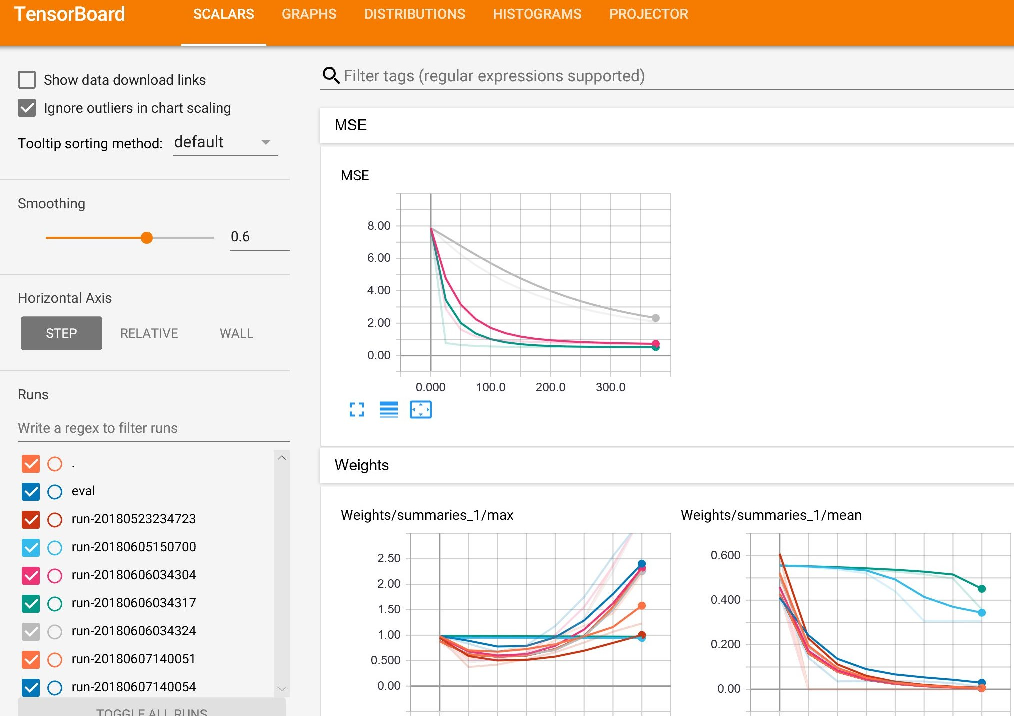 TensorBoard SCALARS GRAPHS DISTRIBUTIONS HISTOGRAMS PROJECTOR
Show data download links
Ignore outliers in chart scaling
Tooltip sorting method: default
Smoothing
0.6
Horizontal Axis
STEP RELATIVE WALL
Runs
Write a regex to filter runs
.
eval
run-20180523234723
run-20180605150700
run-20180606034304
run-20180606034317
run-20180606034324
run-20180607140051
run-20180607140054
TOGGLE ALL RUNS
Filter tags (regular expressions supported)
MSE
MSE
8.00
6.00
4.00
2.00
0.00
0.000 100.0 200.0 300.0
Weights
Weights/summaries_1/max
2.50
2.00
1.50
1.00
0.500
0.00
Weights/summaries_1/mean
0.600
0.400
0.200
0.00